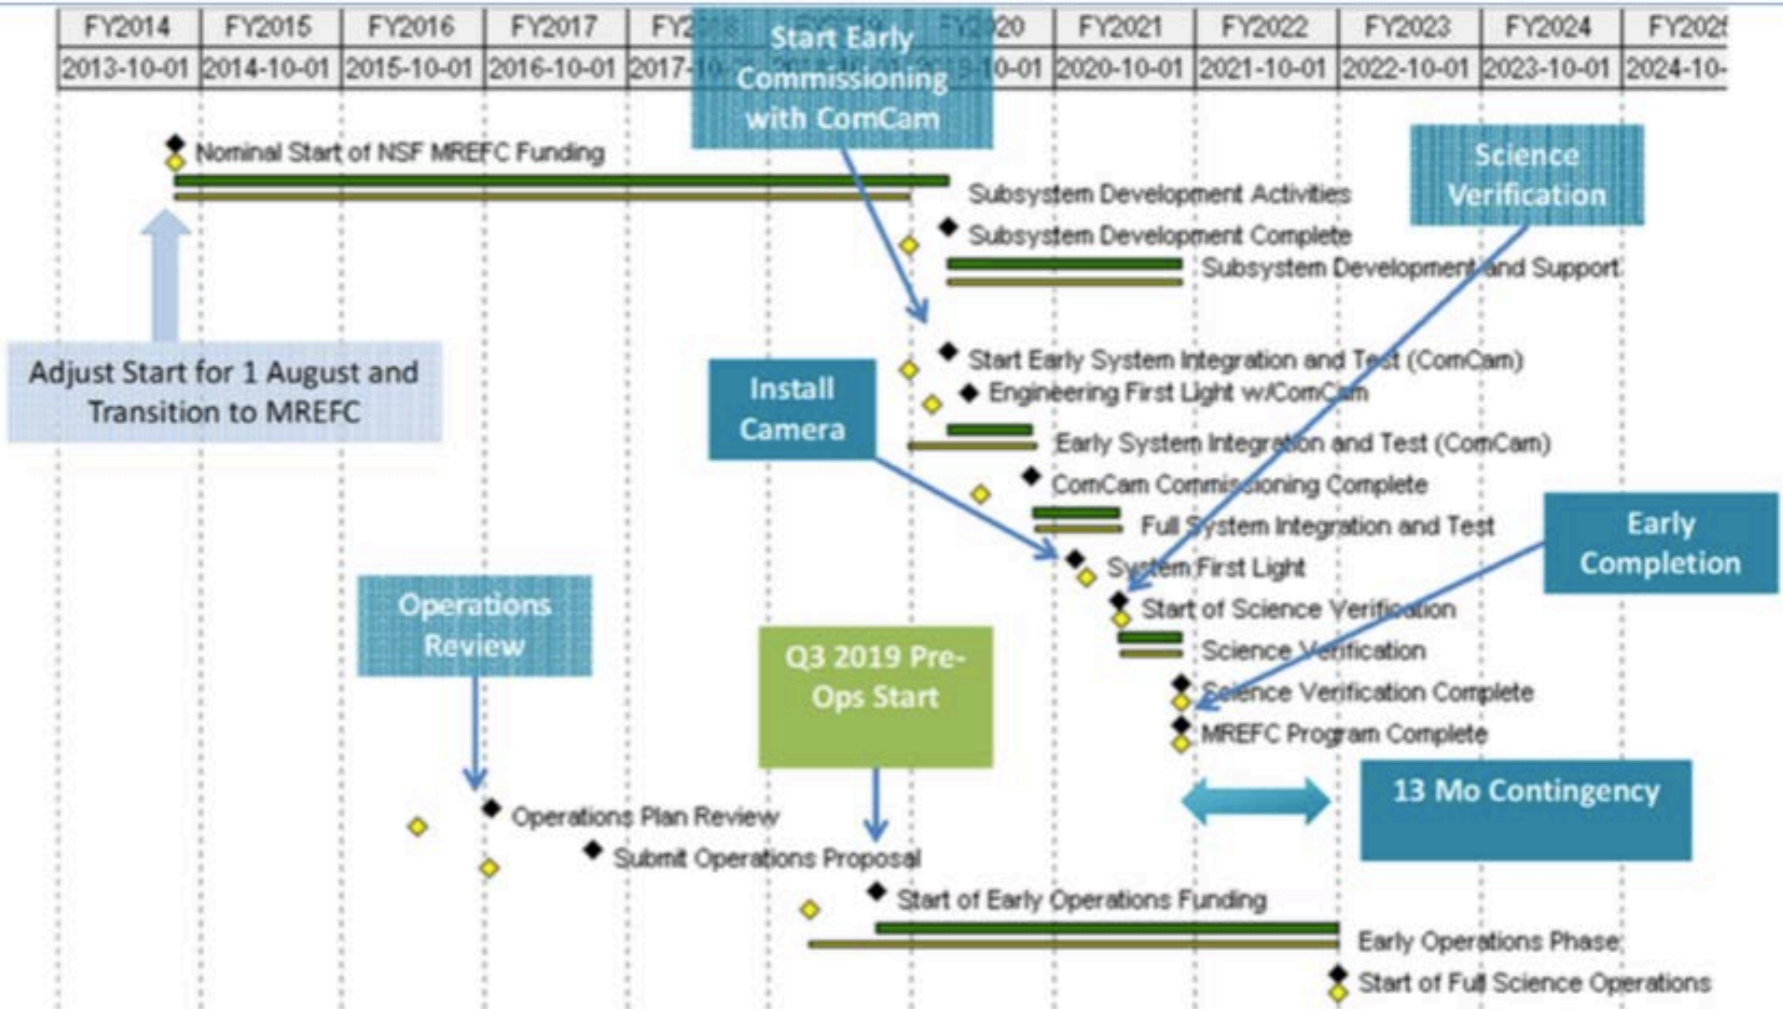 FY2014 FY2015 FY2016 FY2017 FY2021 FY2022 FY2023 FY2024
2013-10-01 2014-10-01 2015-10-01 2016-10-01 2020-10-01 2021-10-01 2022-10-01 2023-10-01 2024-10-
Start Early
Commissioning
with ComCam
Nominal Start of NSF MREFC Funding
Science
Verification
Subsystem Development Activities
Subsystem Development Complete
Subsystem Development and Support
Adjust Start for 1 August and
Transition to MREFC
Start Early System Integration and Test (ComCam)
Install
Camera
Engineering First Light w/ComCam
Early System Integration and Test (ComCam)
ComCam Commissioning Complete
Full System Integration and Test
Early
Completion
System First Light
Operations
Review
Start of Science Verification
Q3 2019 Pre-
Ops Start
Science Verification
Science Verification Complete
MREFC Program Complete
13 Mo Contingency
Operations Plan Review
Submit Operations Proposal
Start of Early Operations Funding
Early Operations Phase
Start of Full Science Operations